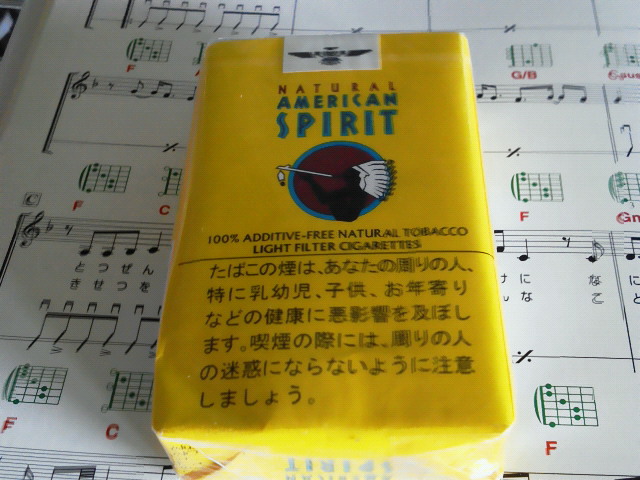 F
G/B
NATURAL
AMERICAN
SPIRIT
F
C
F
100% ADDITIVE-FREE NATURAL TOBACCO
LIGHT FILTER CIGARETTES
とつぜん
きせつを
たばこの煙は、あなたの周りの人、
特に乳幼児、子供、お年寄り
などの健康に悪影響を及ぼし
ます。喫煙の際には、周りの人
の迷惑にならないように注意
しましょう。
F
C
F
AMERICAN
SPIRIT